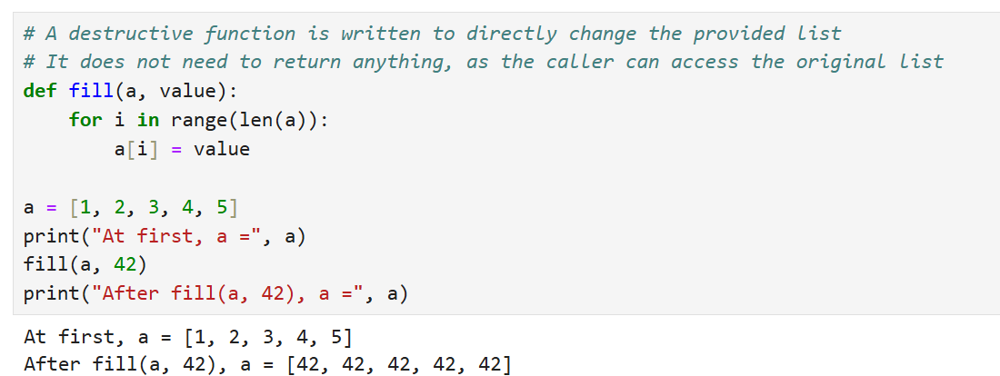 # A destructive function is written to directly change the provided list
# It does not need to return anything, as the caller can access the original list
def fill(a, value):
    for i in range(len(a)):
        a[i] = value

a = [1, 2, 3, 4, 5]
print("At first, a =", a)
fill(a, 42)
print("After fill(a, 42), a =", a)
At first, a = [1, 2, 3, 4, 5]
After fill(a, 42), a = [42, 42, 42, 42, 42]